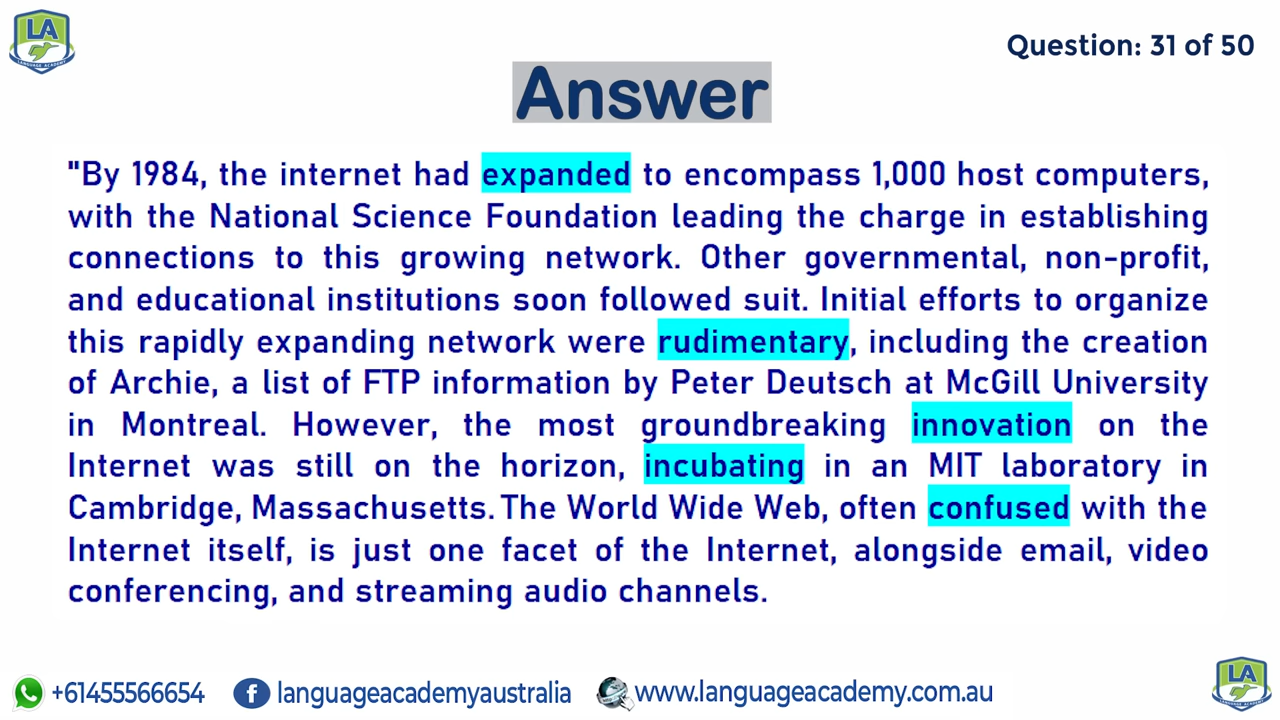 LA
LANGUAGE ACADEMY
Question: 31 of 50
Answer
"By 1984, the internet had expanded to encompass 1,000 host computers,
with the National Science Foundation leading the charge in establishing
connections to this growing network. Other governmental, non-profit,
and educational institutions soon followed suit. Initial efforts to organize
this rapidly expanding network were rudimentary, including the creation
of Archie, a list of FTP information by Peter Deutsch at McGill University
in Montreal. However, the most groundbreaking innovation on the
Internet was still on the horizon, incubating in an MIT laboratory in
Cambridge, Massachusetts. The World Wide Web, often confused with the
Internet itself, is just one facet of the Internet, alongside email, video
conferencing, and streaming audio channels.
+61455566654 f languageacademyaustralia www.languageacademy.com.au
LA